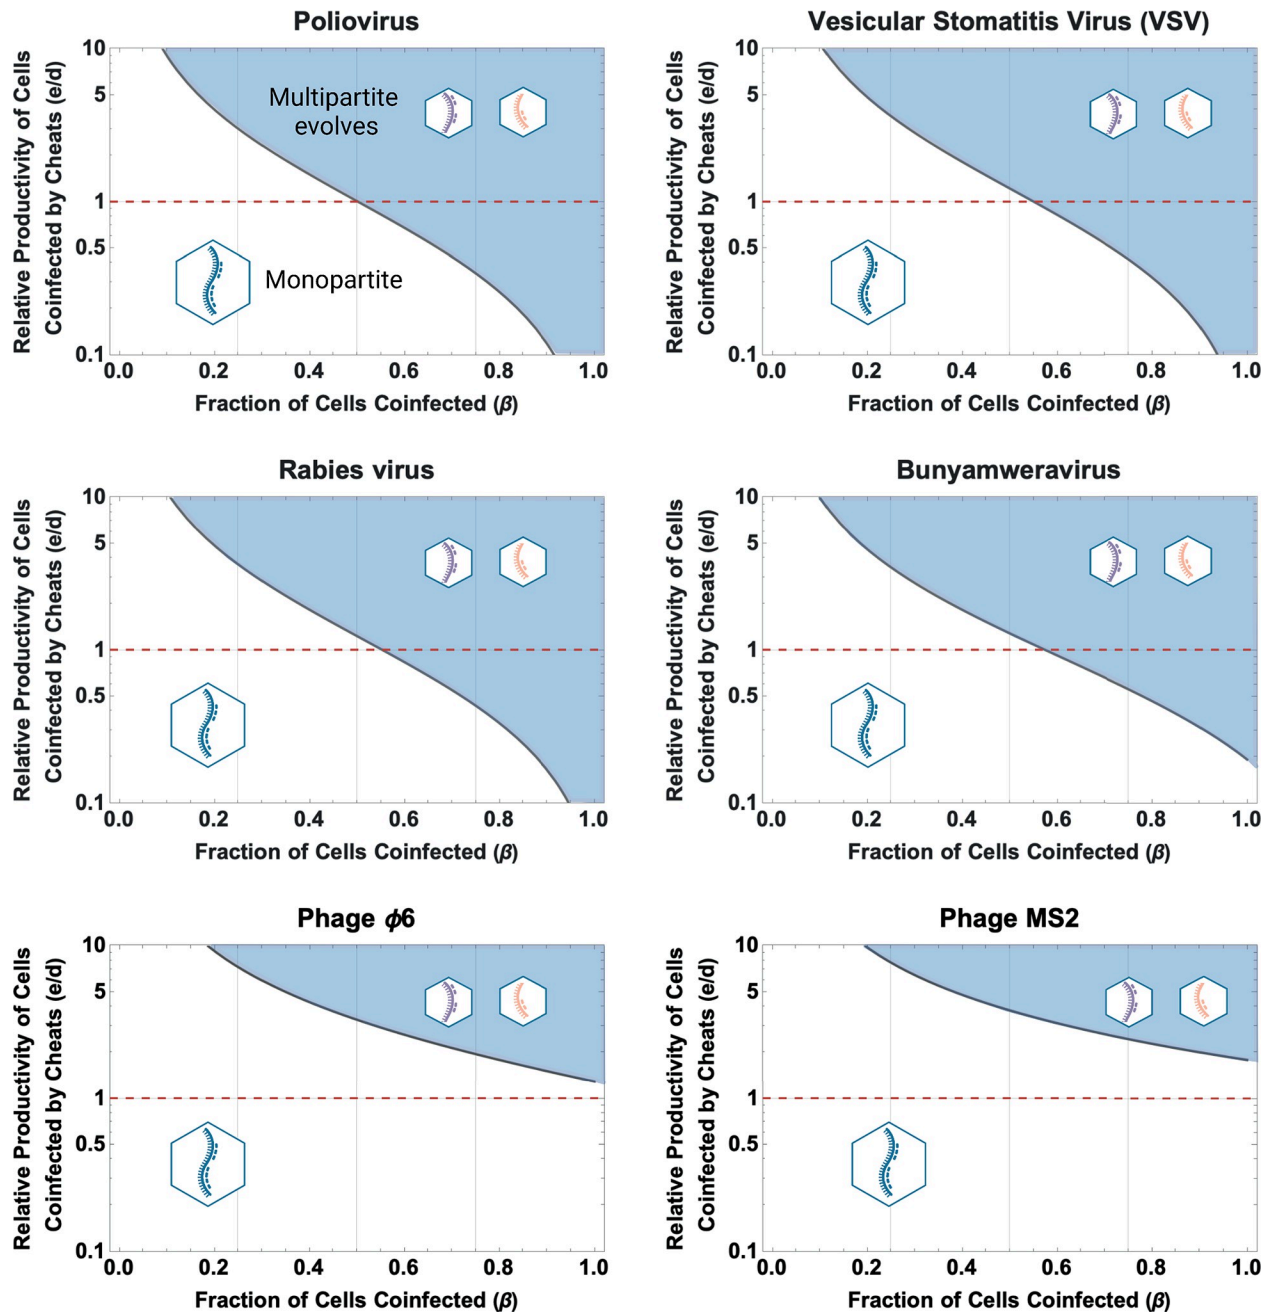 Poliovirus
Relative Productivity of Cells
Coinfected by Cheats (e/d)
10
5
1
0.5
0.1
Multipartite
evolves
Monopartite
0.0 0.2 0.4 0.6 0.8 1.0
Fraction of Cells Coinfected (β)
Vesicular Stomatitis Virus (VSV)
Relative Productivity of Cells
Coinfected by Cheats (e/d)
10
5
1
0.5
0.1
0.0 0.2 0.4 0.6 0.8 1.0
Fraction of Cells Coinfected (β)
Rabies virus
Relative Productivity of Cells
Coinfected by Cheats (e/d)
10
5
1
0.5
0.1
0.0 0.2 0.4 0.6 0.8 1.0
Fraction of Cells Coinfected (β)
Bunyamweravirus
Relative Productivity of Cells
Coinfected by Cheats (e/d)
10
5
1
0.5
0.1
0.0 0.2 0.4 0.6 0.8 1.0
Fraction of Cells Coinfected (β)
Phage ϕ6
Relative Productivity of Cells
Coinfected by Cheats (e/d)
10
5
1
0.5
0.1
0.0 0.2 0.4 0.6 0.8 1.0
Fraction of Cells Coinfected (β)
Phage MS2
Relative Productivity of Cells
Coinfected by Cheats (e/d)
10
5
1
0.5
0.1
0.0 0.2 0.4 0.6 0.8 1.0
Fraction of Cells Coinfected (β)